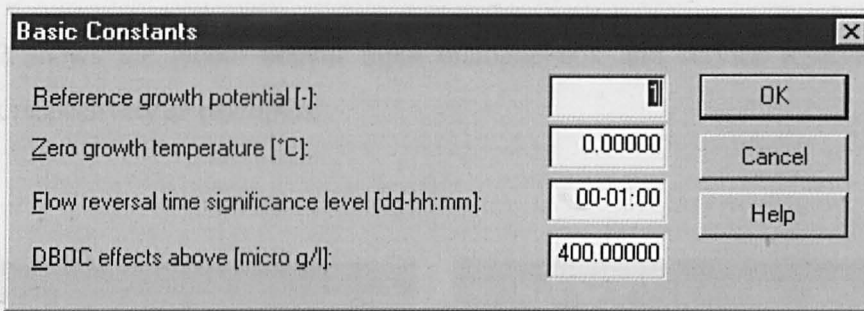 Basic Constants
Reference growth potential [-]: 1 OK
Zero growth temperature [°C]: 0.00000 Cancel
Flow reversal time significance level [dd-hh:mm]: 00-01:00 Help
DBOC effects above [micro g/l]: 400.00000